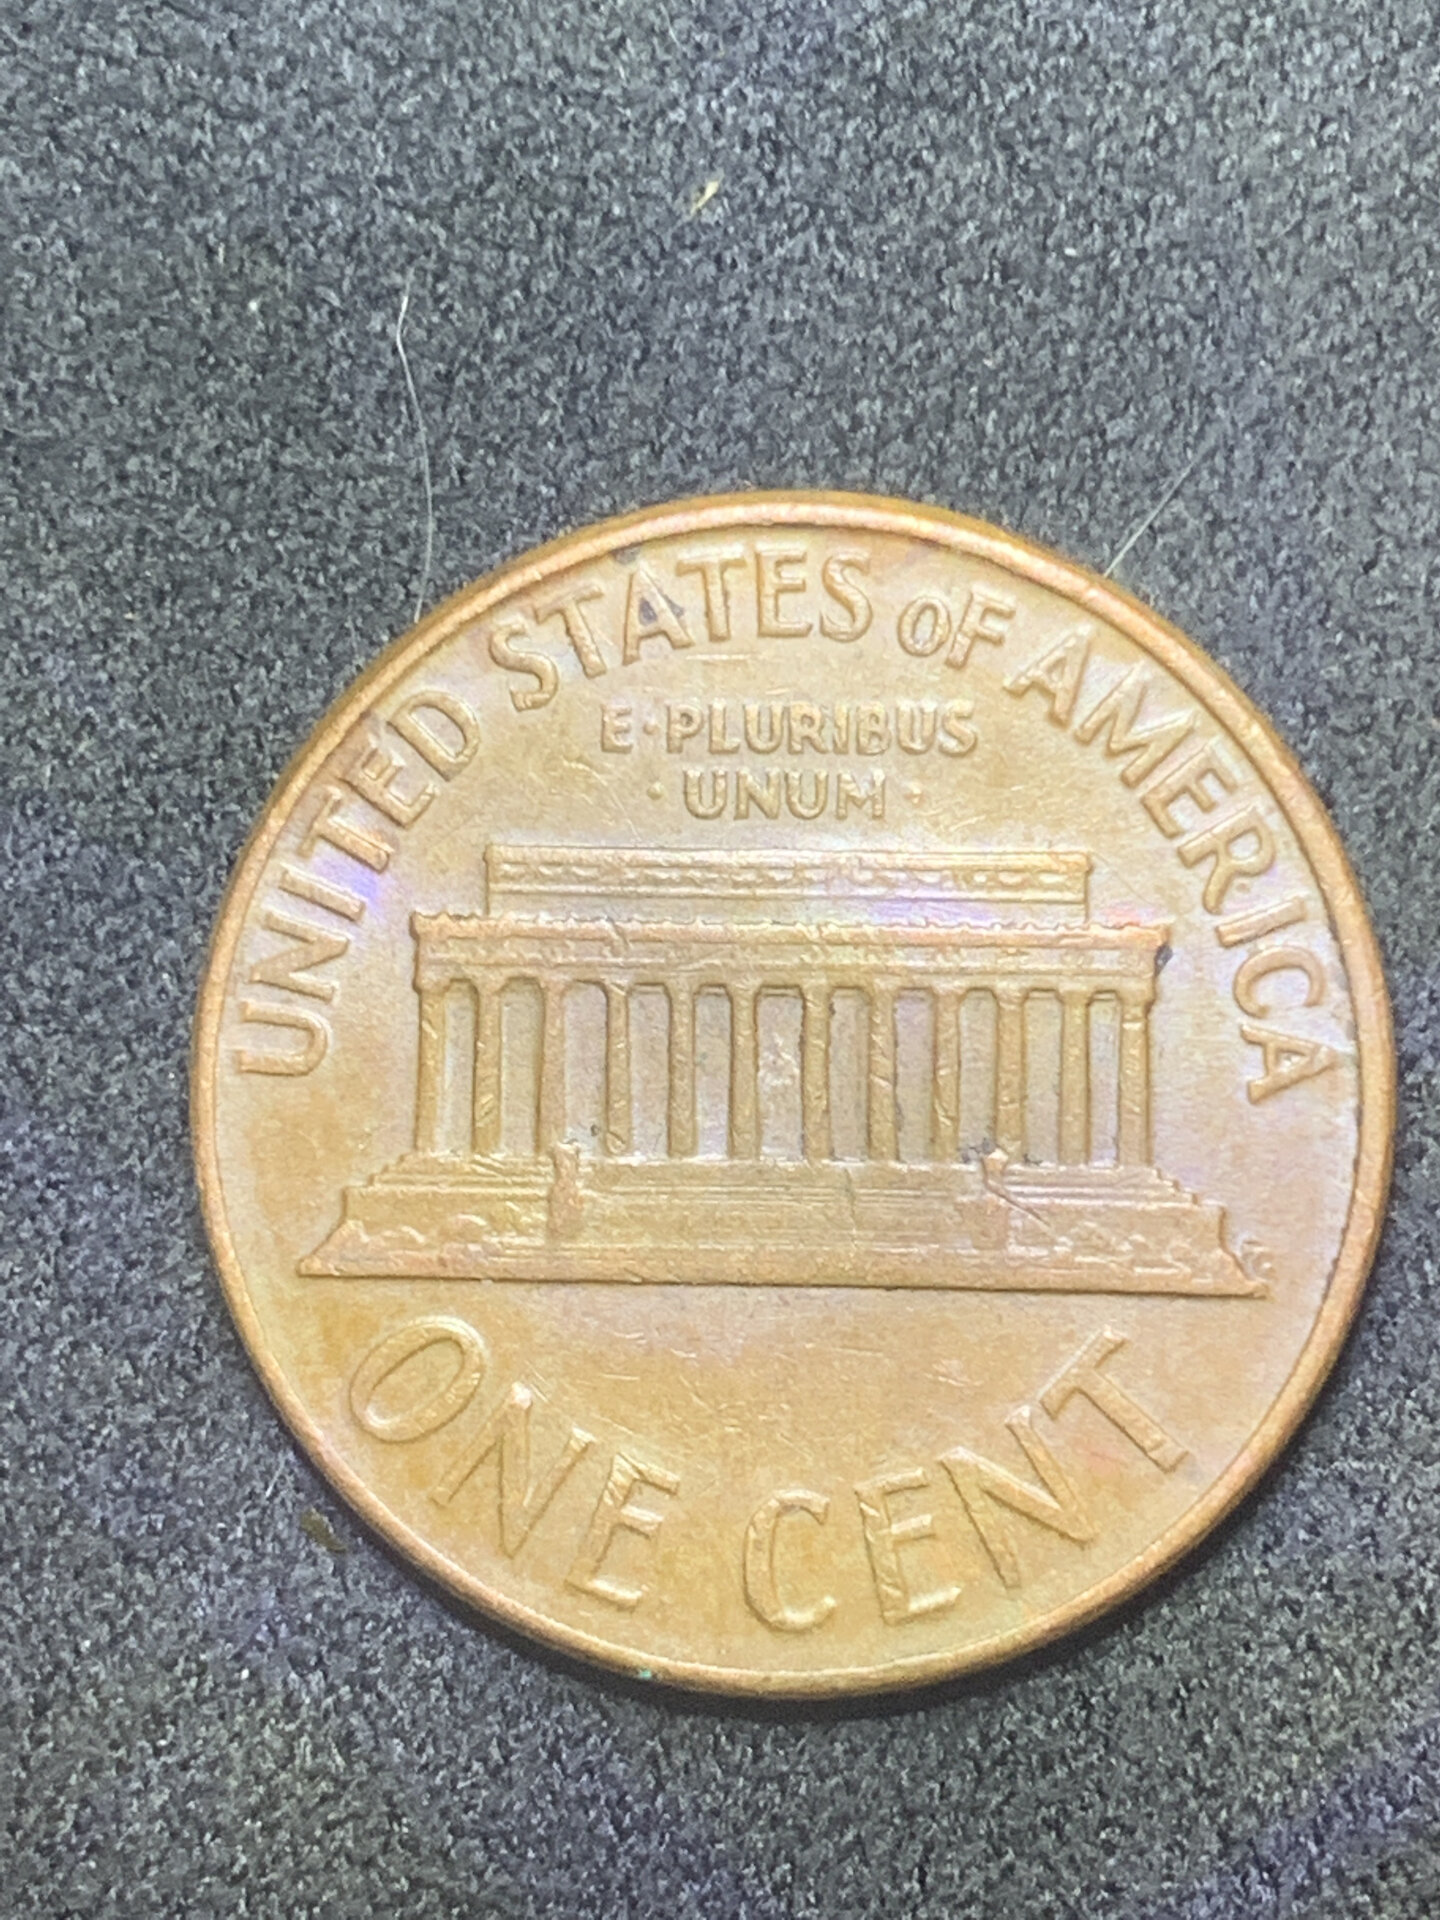 UNITED STATES OF AMERICA
E·PLURIBUS
·UNUM·
ONE CENT